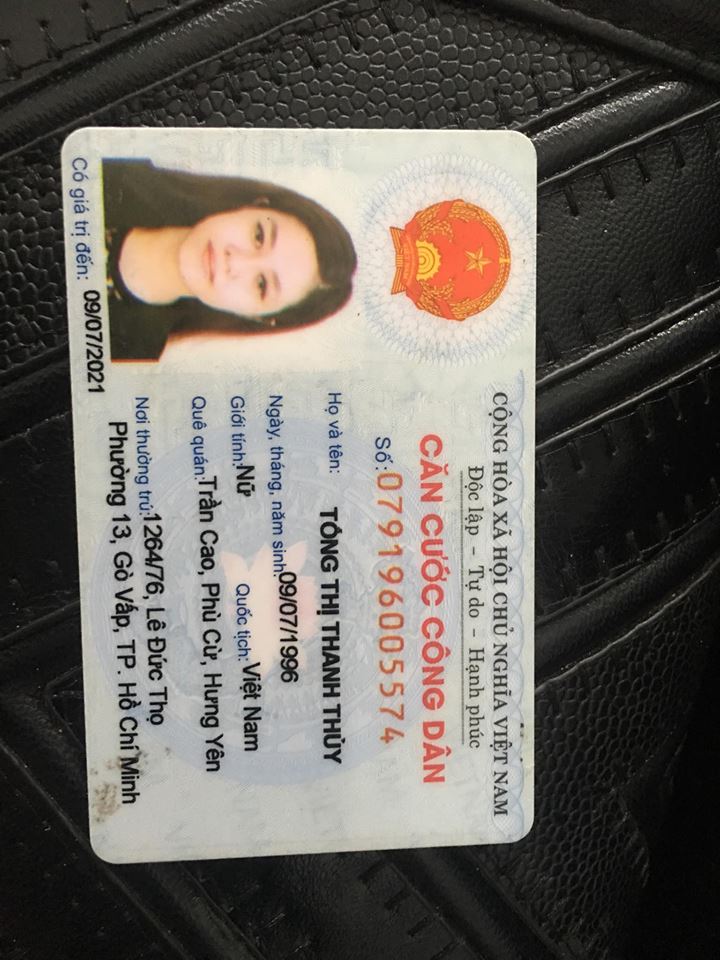 CỘNG HÒA XÃ HỘI CHỦ NGHĨA VIỆT NAM
Độc lập - Tự do - Hạnh phúc
CĂN CƯỚC CÔNG DÂN
Số: 079196005574
Họ và tên: TÔNG THỊ THANH THỦY
Ngày, tháng, năm sinh: 09/07/1996
Giới tính: Nữ Quốc tịch: Việt Nam
Quê quán: Trần Cao, Phù Cừ, Hưng Yên
Nơi thường trú: 1264/76, Lê Đức Thọ
Phường 13, Gò Vấp, TP. Hồ Chí Minh
Có giá trị đến: 09/07/2021